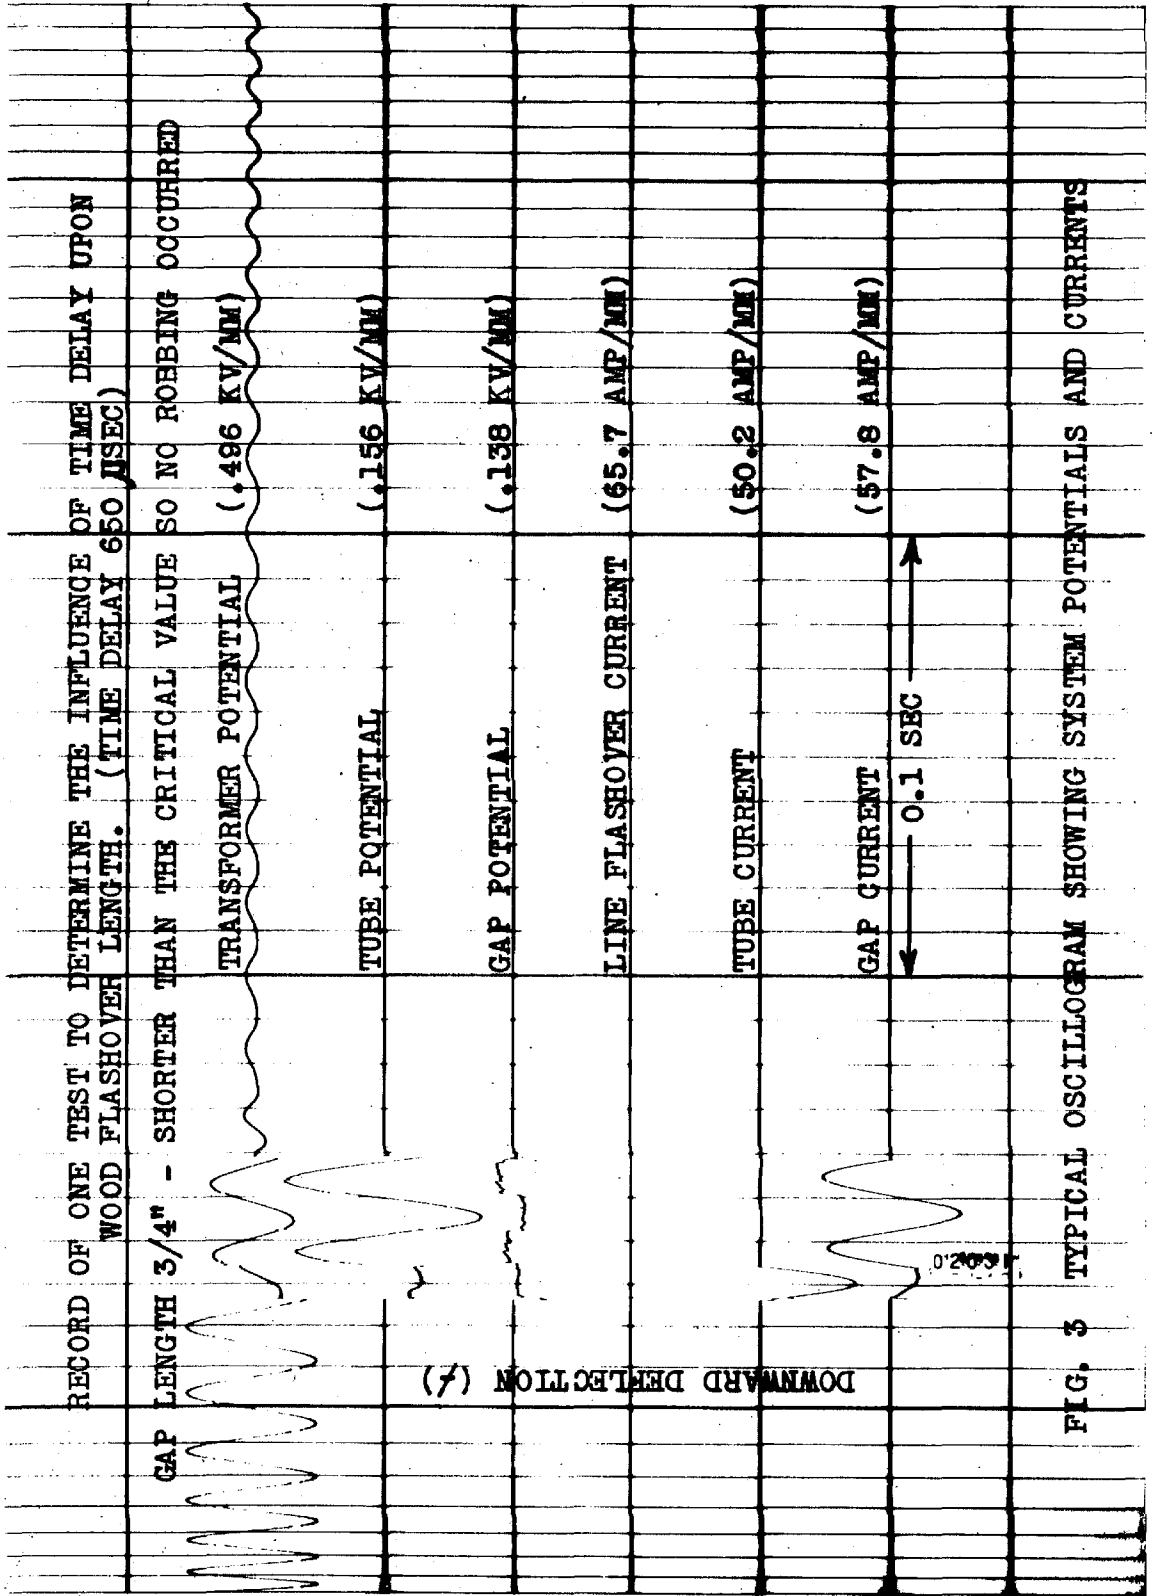 RECORD OF ONE TEST TO DETERMINE THE INFLUENCE OF TIME DELAY UPON
WOOD FLASHOVER LENGTH. (TIME DELAY 650 µSEC)
GAP LENGTH 3/4" - SHORTER THAN THE CRITICAL VALUE SO NO ROBBING OCCURRED
TRANSFORMER POTENTIAL (.496 KV/MM)
TUBE POTENTIAL (.156 KV/MM)
GAP POTENTIAL (.138 KV/MM)
LINE FLASHOVER CURRENT (65.7 AMP/MM)
TUBE CURRENT (50.2 AMP/MM)
GAP CURRENT (57.8 AMP/MM)
0.1 SEC
DOWNWARD DEFLECTION (+)
FIG. 3 TYPICAL OSCILLOGRAM SHOWING SYSTEM POTENTIALS AND CURRENTS